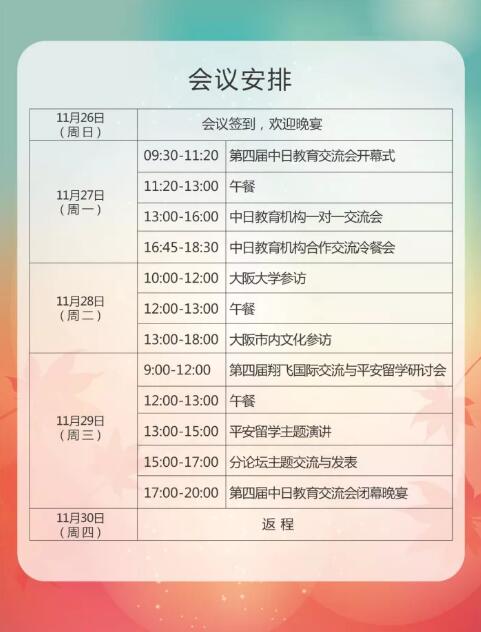 会议安排
11月26日
（周日）
会议签到，欢迎晚宴
11月27日
（周一）
09:30-11:20 第四届中日教育交流会开幕式
11:20-13:00 午餐
13:00-16:00 中日教育机构一对一交流会
16:45-18:30 中日教育机构合作交流冷餐会
11月28日
（周二）
10:00-12:00 大阪大学参访
12:00-13:00 午餐
13:00-18:00 大阪市内文化参访
11月29日
（周三）
9:00-12:00 第四届翔飞国际交流与平安留学研讨会
12:00-13:00 午餐
13:00-15:00 平安留学主题演讲
15:00-17:00 分论坛主题交流与发表
17:00-20:00 第四届中日教育交流会闭幕晚宴
11月30日
（周四）
返 程